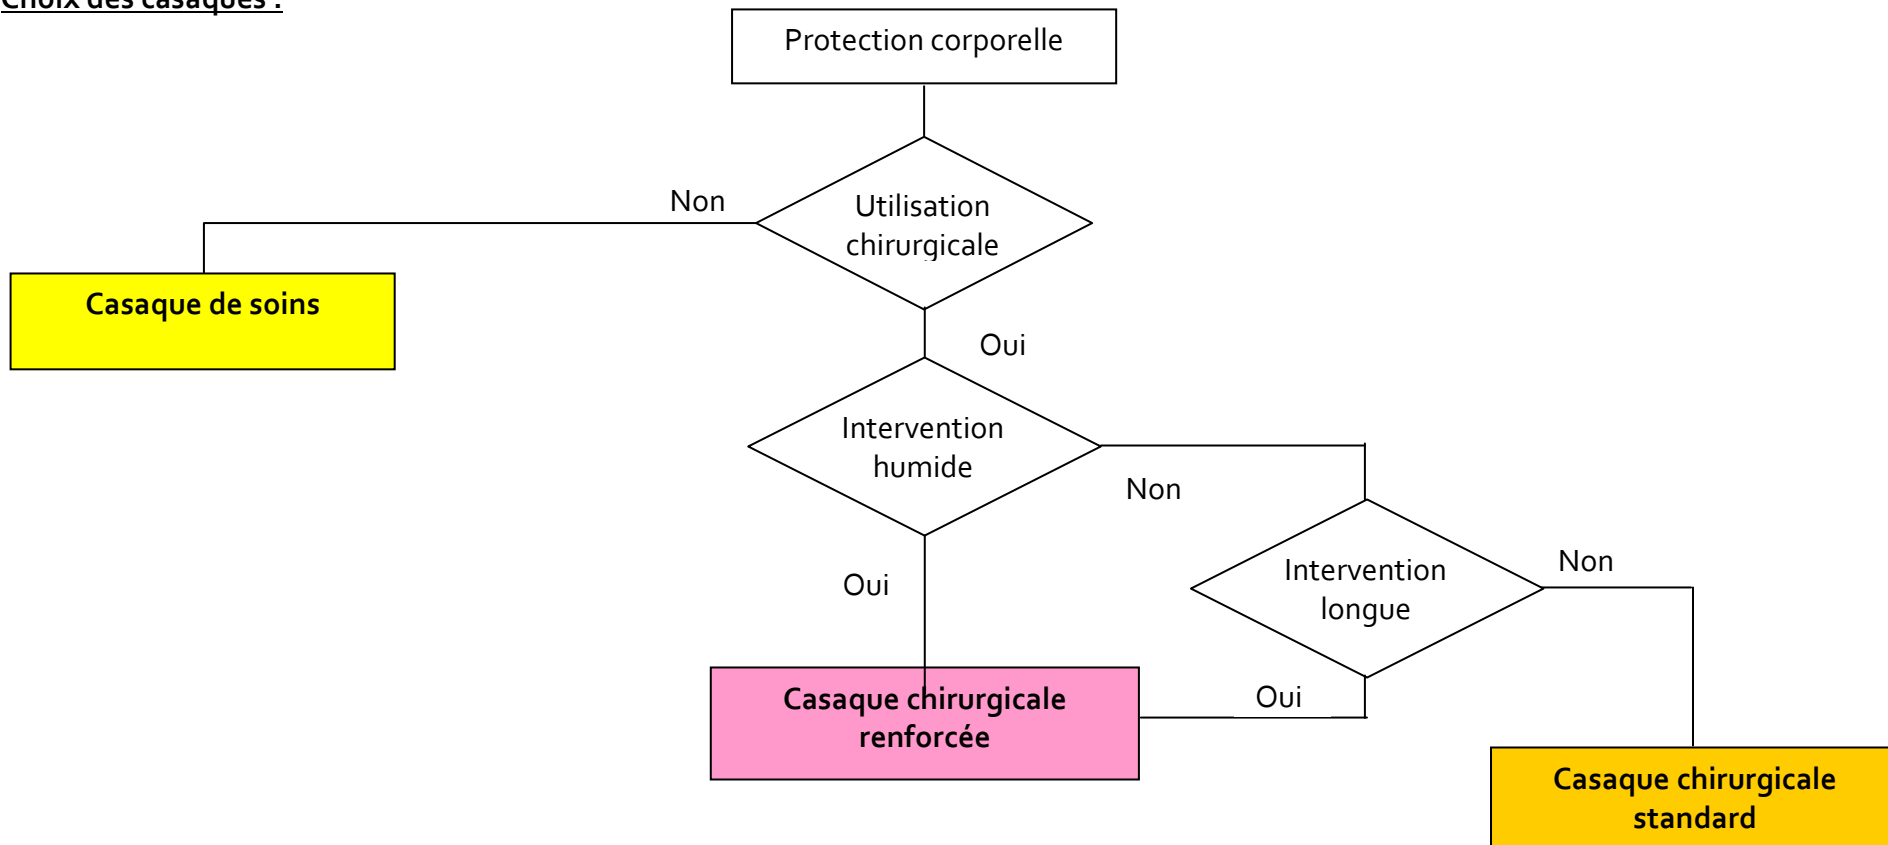 Choix des casaques :
Protection corporelle
Non
Utilisation
chirurgicale
Casaque de soins
Oui
Intervention
humide
Non
Oui
Intervention
longue
Non
Casaque chirurgicale
renforcée
Oui
Casaque chirurgicale
standard